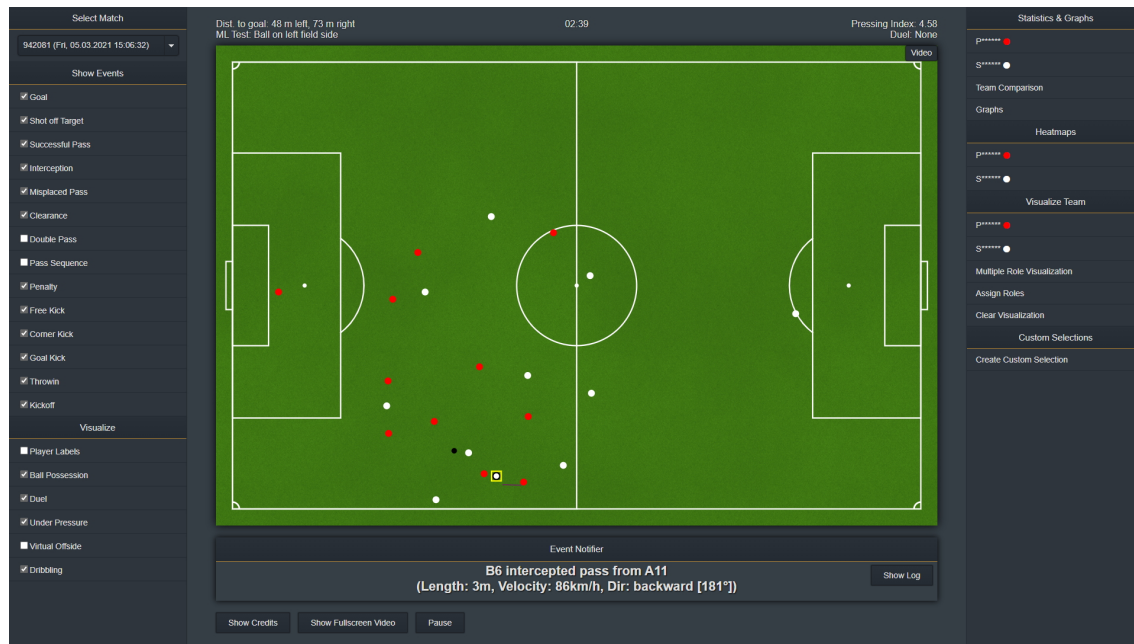 Select Match
942081 (Fri, 05.03.2021 15:06:32)
Show Events
Goal
Shot off Target
Successful Pass
Interception
Misplaced Pass
Clearance
Double Pass
Pass Sequence
Penalty
Free Kick
Corner Kick
Goal Kick
Throwin
Kickoff
Visualize
Player Labels
Ball Possession
Duel
Under Pressure
Virtual Offside
Dribbling
Dist. to goal: 48 m left, 73 m right
ML Test: Ball on left field side
02:39
Pressing Index: 4.58
Duel: None
Video
Event Notifier
B6 intercepted pass from A11
(Length: 3m, Velocity: 86km/h, Dir: backward [181°])
Show Log
Show Credits
Show Fullscreen Video
Pause
Statistics & Graphs
P******
S******
Team Comparison
Graphs
Heatmaps
P******
S******
Visualize Team
P******
S******
Multiple Role Visualization
Assign Roles
Clear Visualization
Custom Selections
Create Custom Selection